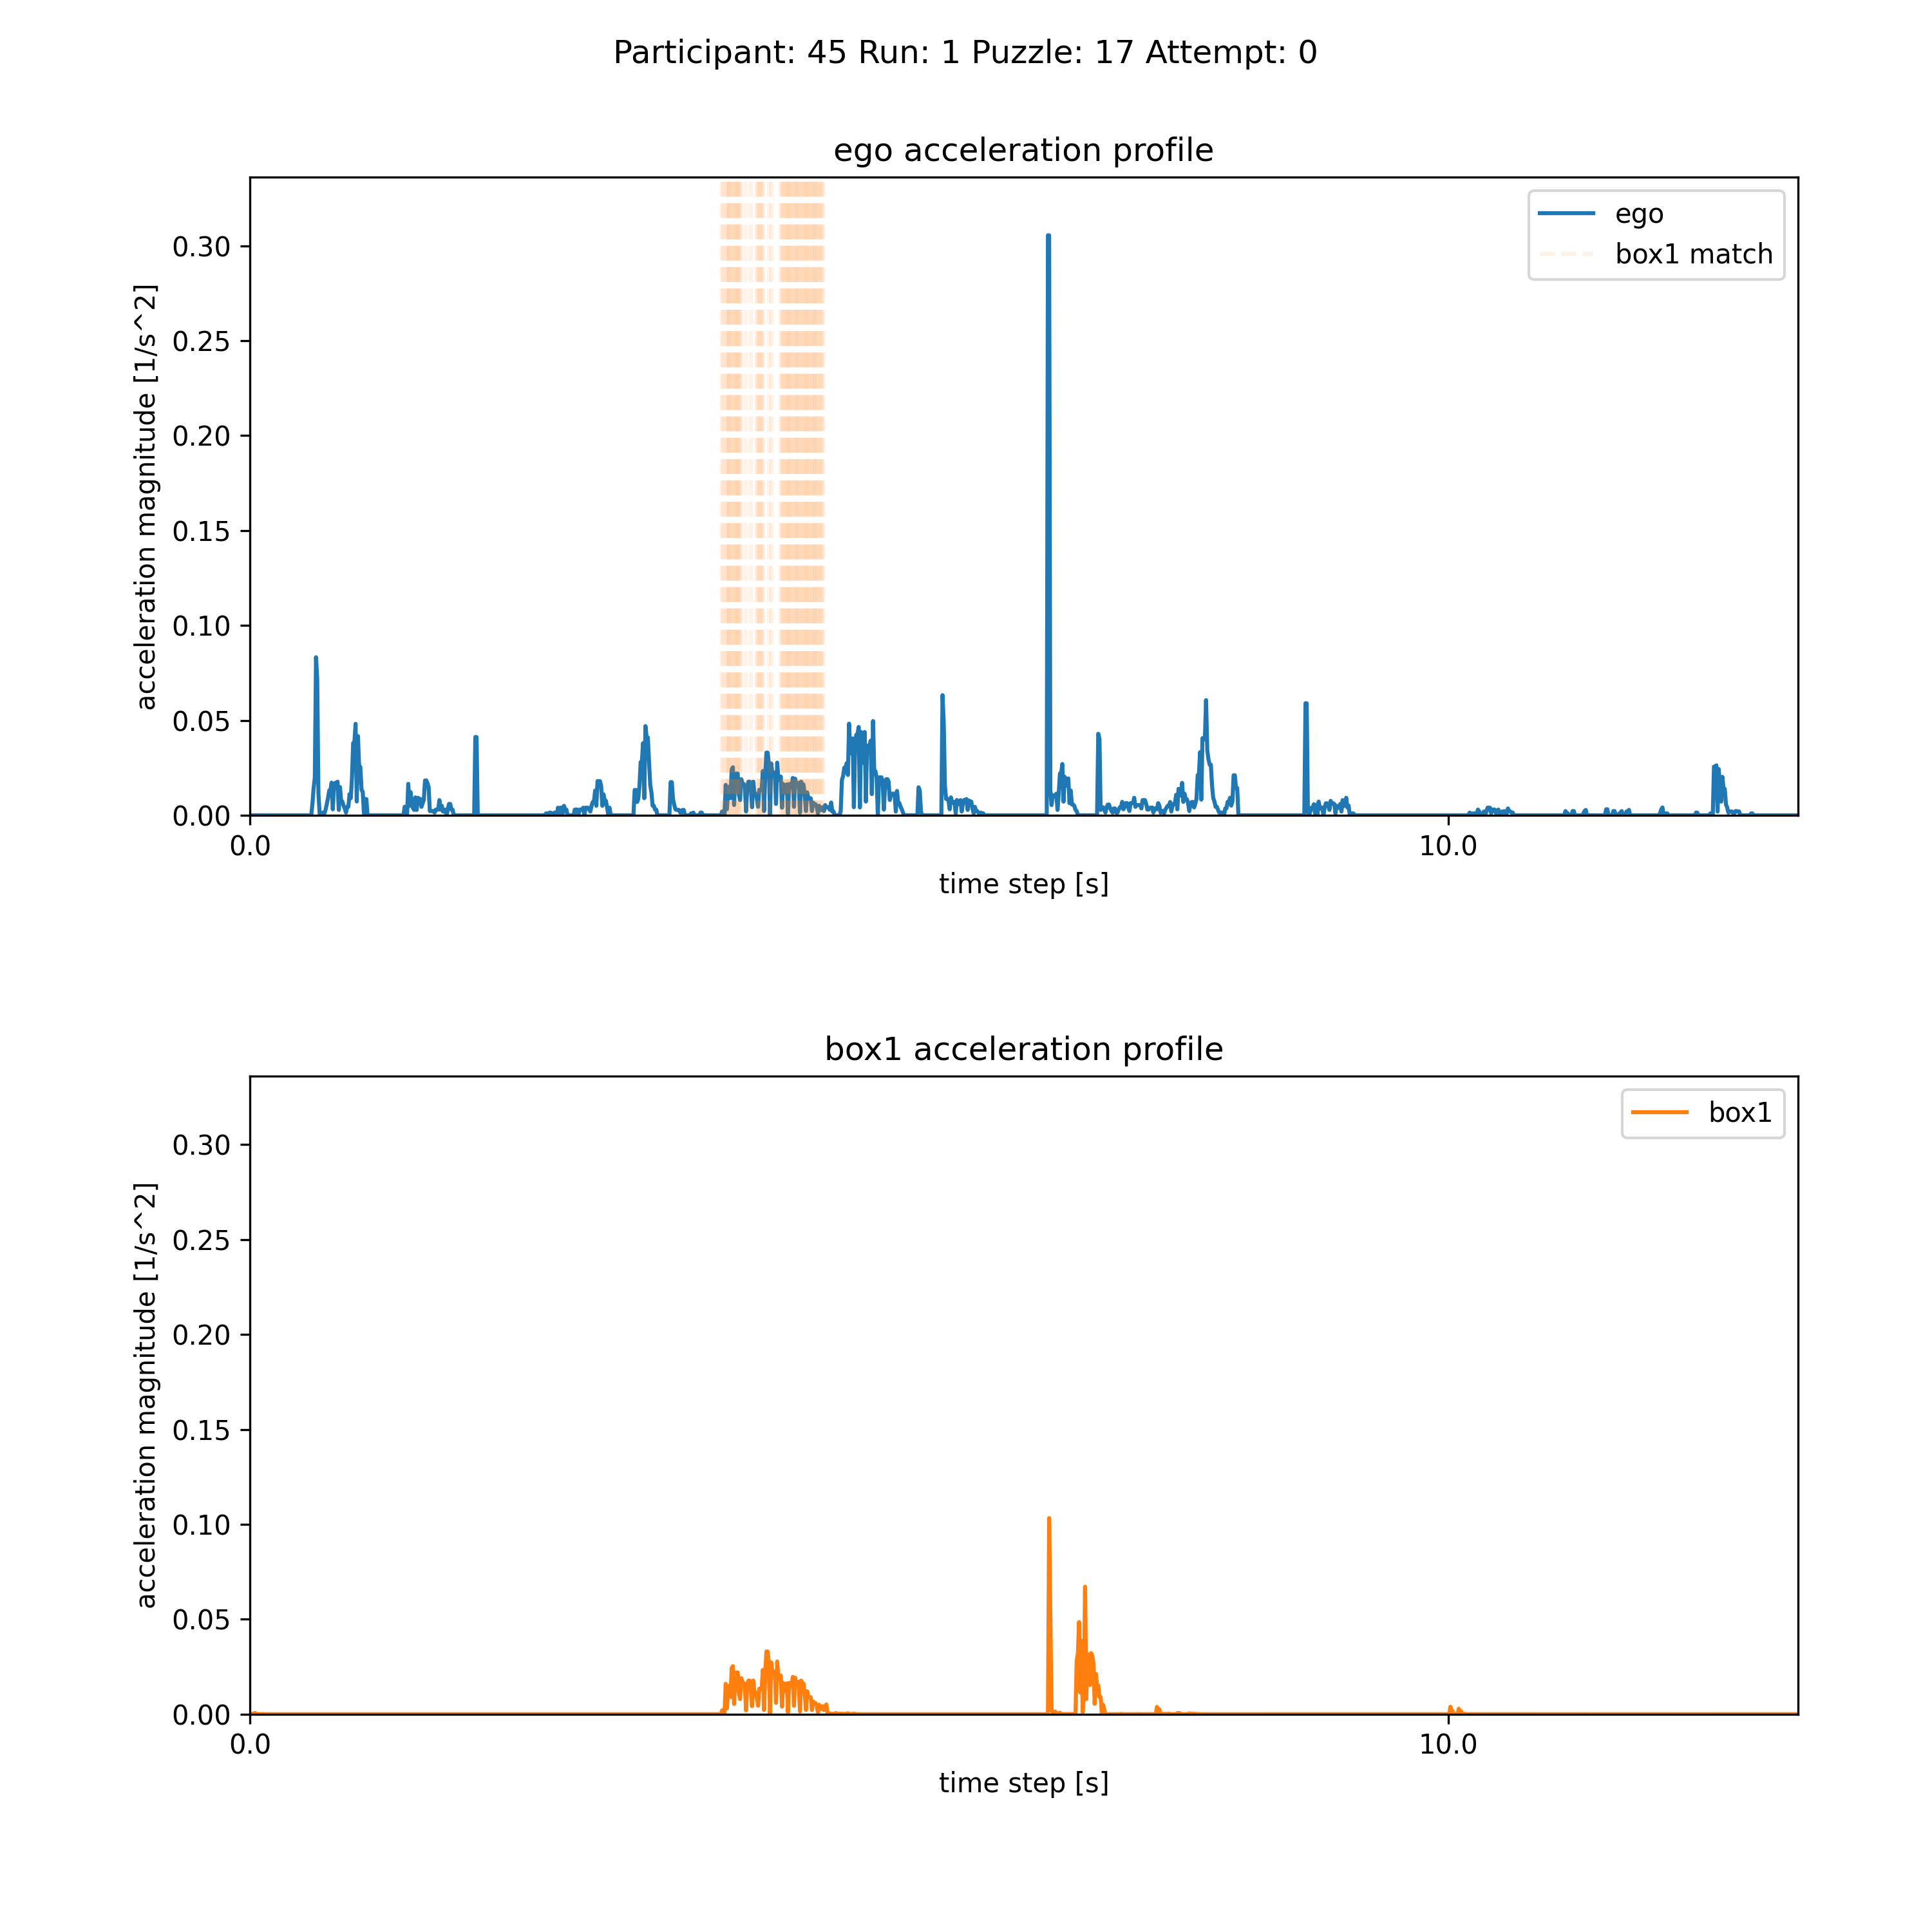 Participant: 45 Run: 1 Puzzle: 17 Attempt: 0
ego acceleration profile
ego
box1 match
acceleration magnitude [1/s^2]
0.30
0.25
0.20
0.15
0.10
0.05
0.00
0.0
10.0
time step [s]
box1 acceleration profile
box1
acceleration magnitude [1/s^2]
0.30
0.25
0.20
0.15
0.10
0.05
0.00
0.0
10.0
time step [s]